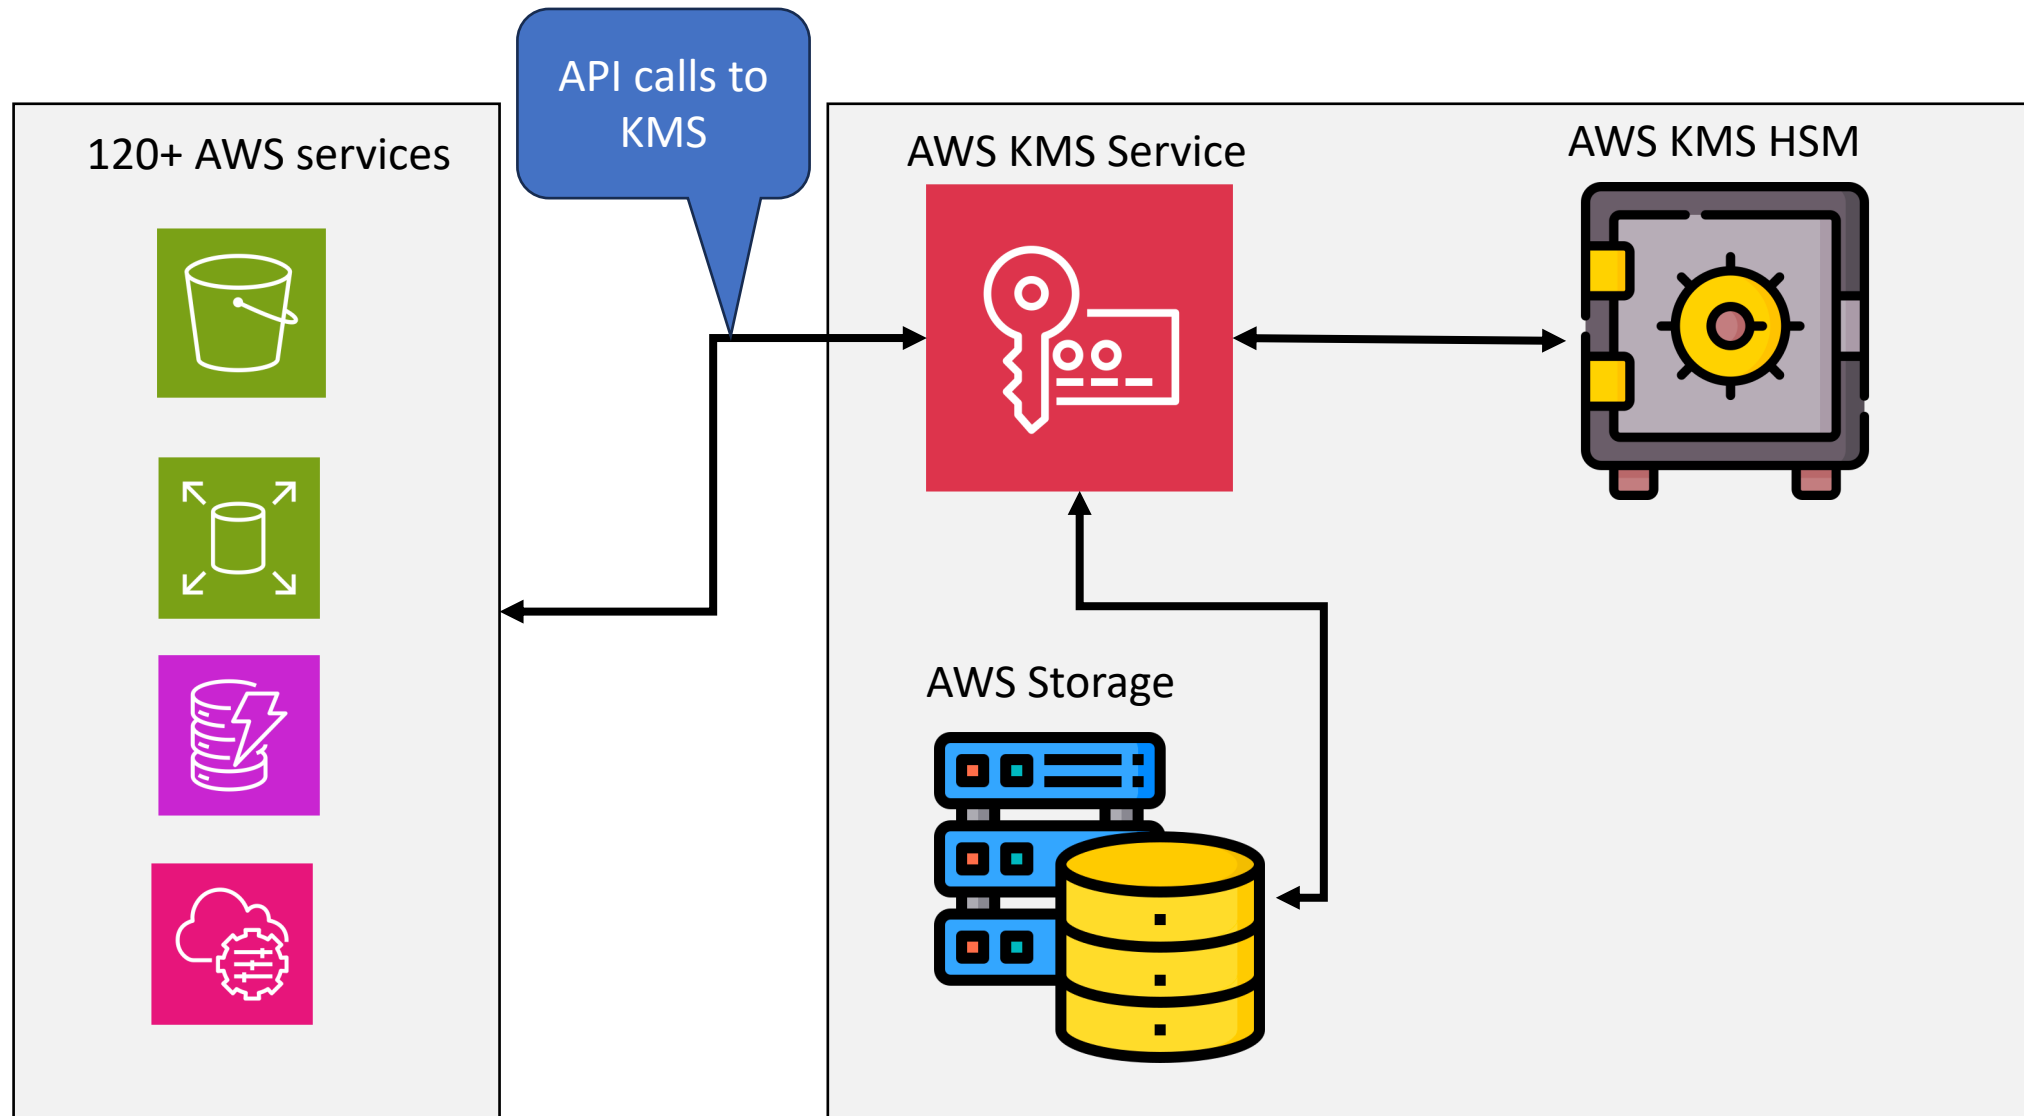 API calls to
KMS
120+ AWS services
AWS KMS Service
AWS KMS HSM
AWS Storage